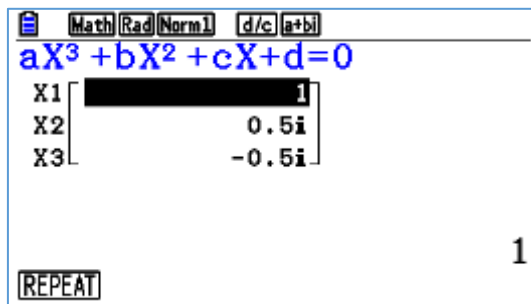 Math Rad Norm1 d/c a+bi
aX³+bX²+cX+d=0
X1 1
X2 0.5i
X3 -0.5i
1
REPEAT